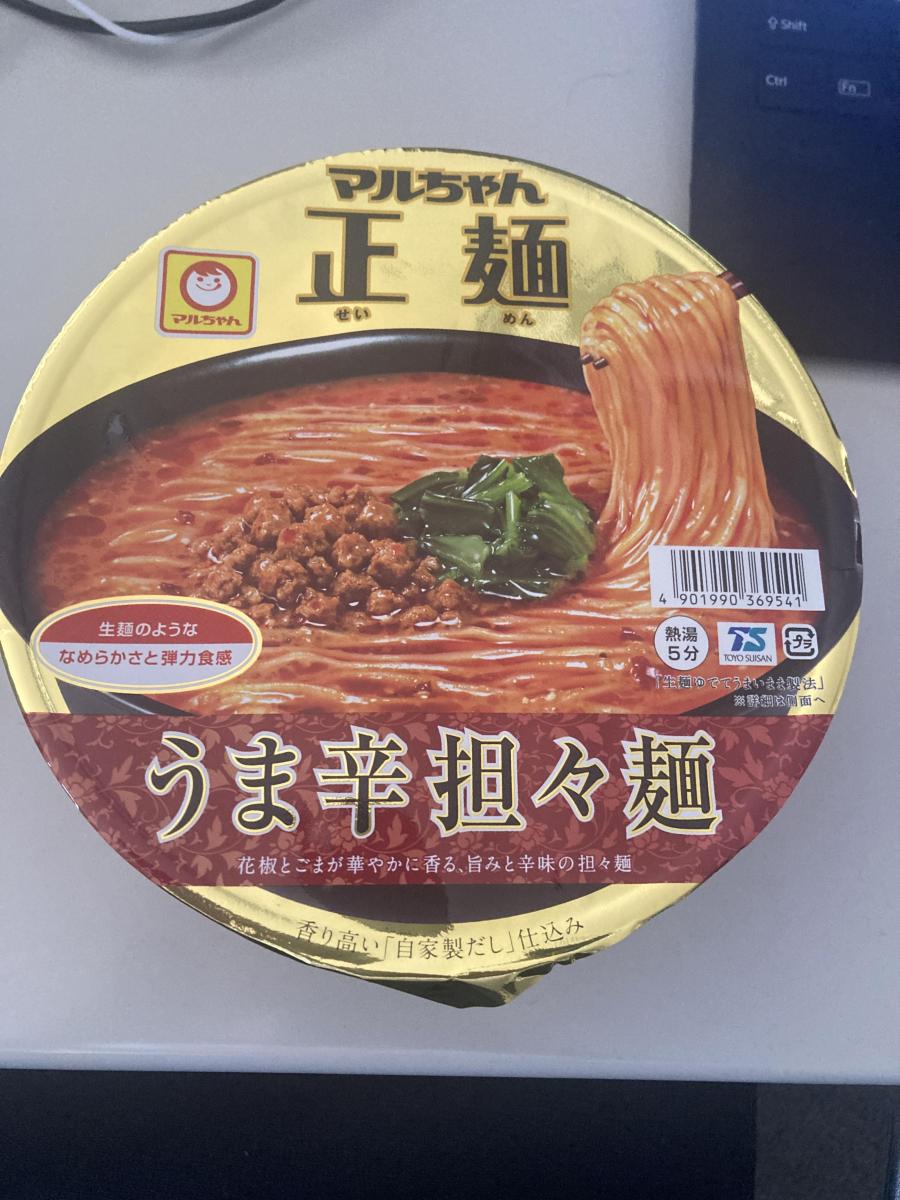 ⇧ Shift
Ctrl
Fn
マルちゃん
正麺
せい めん
マルちゃん
4 901990 369541
熱湯
5分
TS
TOYO SUISAN
プラ
生麺のような
なめらかさと弾力食感
「生麺ゆでてうまいまま製法」
※詳細は側面へ
うま辛担々麺
花椒とごまが華やかに香る、旨みと辛味の担々麺
香り高い「自家製だし」仕込み